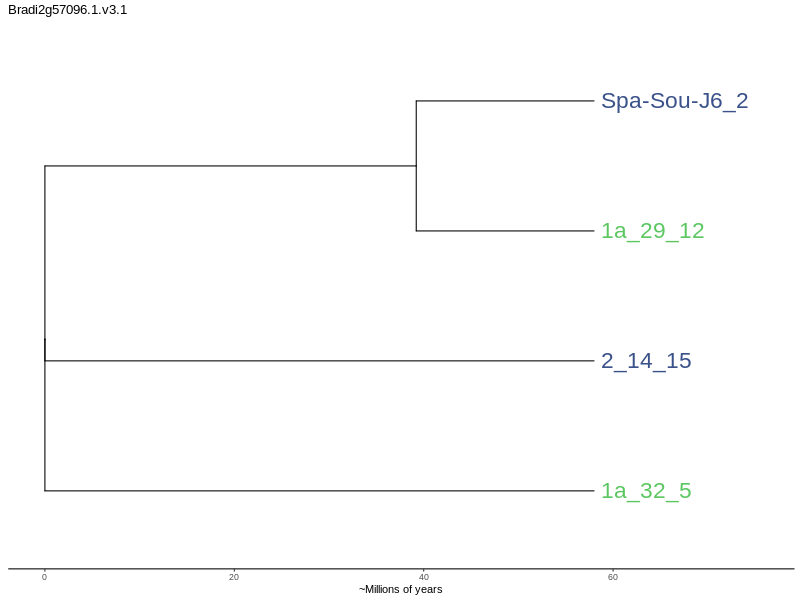 Bradi2g57096.1.v3.1
Spa-Sou-J6_2
1a_29_12
2_14_15
1a_32_5
0 20 40 60
~Millions of years